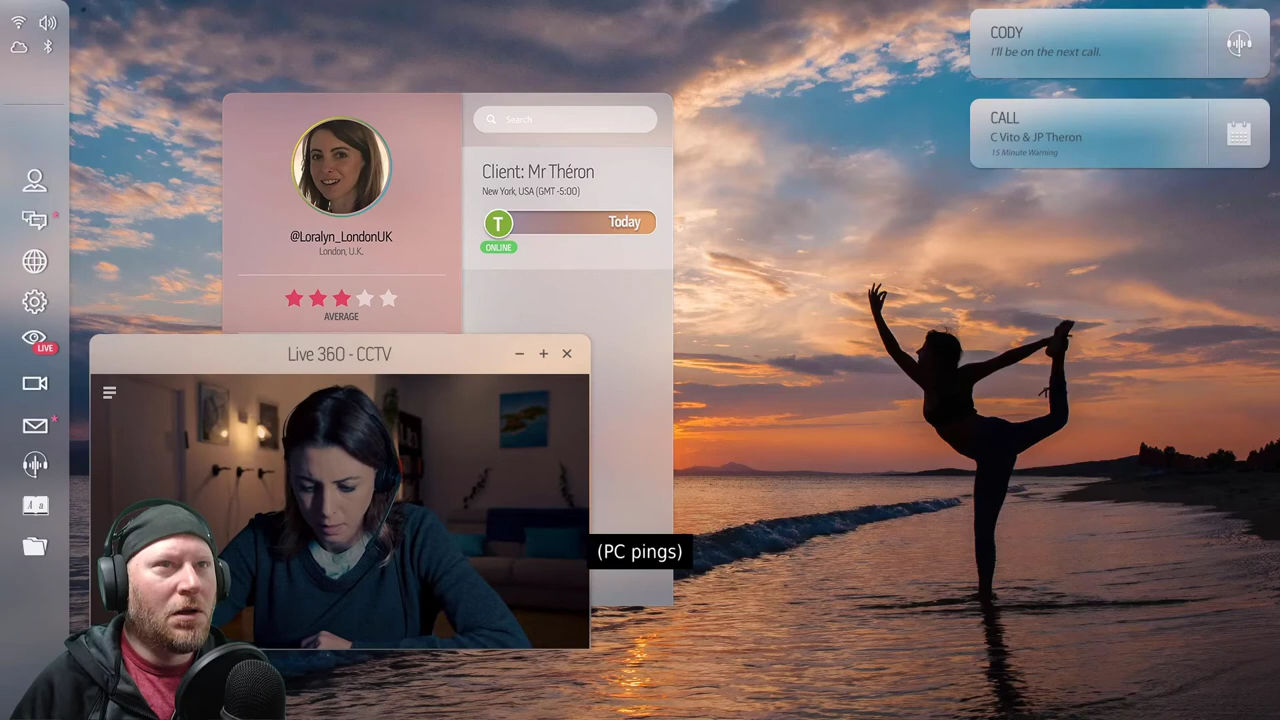 CODY
I'll be on the next call.
CALL
C Vito & JP Theron
15 Minute Warning
Search
Client: Mr Théron
New York, USA (GMT -5:00)
T
Today
ONLINE
@Loralyn_LondonUK
London, U.K.
AVERAGE
LIVE
Live 360 - CCTV
A a
(PC pings)